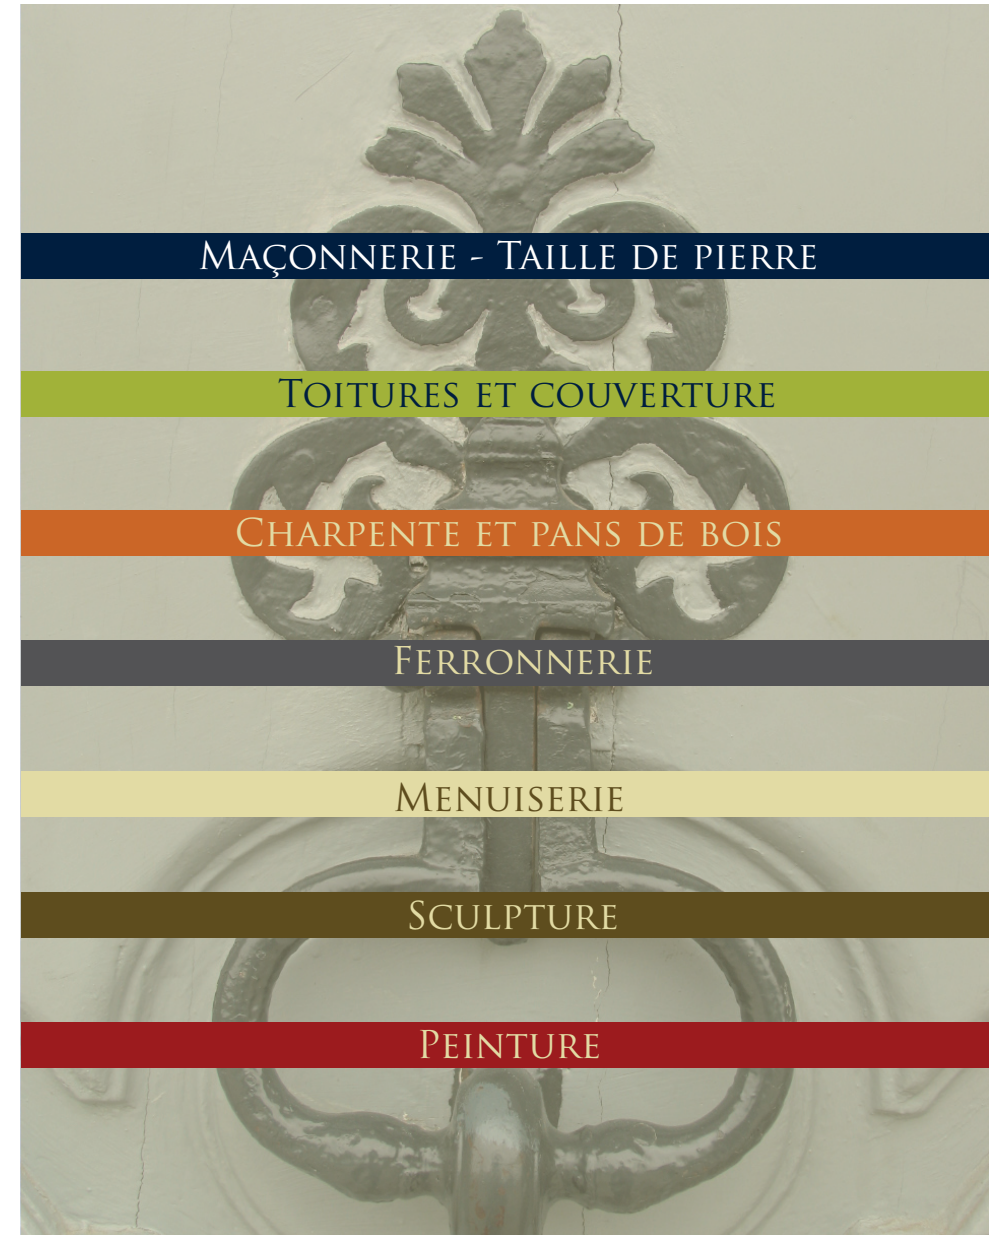 Maçonnerie - Taille de pierre
Toitures et couverture
Charpente et pans de bois
Ferronnerie
Menuiserie
Sculpture
Peinture